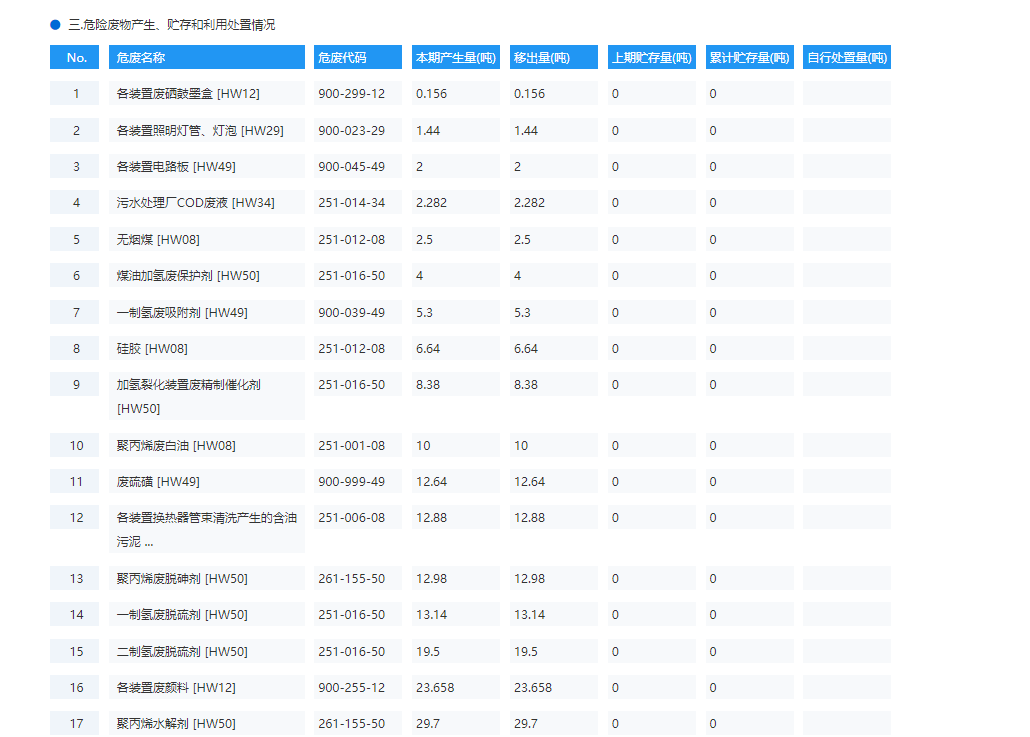 三.危险废物产生、贮存和利用处置情况
No. 危废名称 危废代码 本期产生量(吨) 移出量(吨) 上期贮存量(吨) 累计贮存量(吨) 自行处置量(吨)
1 各装置废硒鼓墨盒 [HW12] 900-299-12 0.156 0.156 0 0
2 各装置照明灯管、灯泡 [HW29] 900-023-29 1.44 1.44 0 0
3 各装置电路板 [HW49] 900-045-49 2 2 0 0
4 污水处理厂COD废液 [HW34] 251-014-34 2.282 2.282 0 0
5 无烟煤 [HW08] 251-012-08 2.5 2.5 0 0
6 煤油加氢废保护剂 [HW50] 251-016-50 4 4 0 0
7 一制氢废吸附剂 [HW49] 900-039-49 5.3 5.3 0 0
8 硅胶 [HW08] 251-012-08 6.64 6.64 0 0
9 加氢裂化装置废精制催化剂 251-016-50 8.38 8.38 0 0
[HW50]
10 聚丙烯废白油 [HW08] 251-001-08 10 10 0 0
11 废硫磺 [HW49] 900-999-49 12.64 12.64 0 0
12 各装置换热器管束清洗产生的含油 251-006-08 12.88 12.88 0 0
污泥 ...
13 聚丙烯废脱砷剂 [HW50] 261-155-50 12.98 12.98 0 0
14 一制氢废脱硫剂 [HW50] 251-016-50 13.14 13.14 0 0
15 二制氢废脱硫剂 [HW50] 251-016-50 19.5 19.5 0 0
16 各装置废颜料 [HW12] 900-255-12 23.658 23.658 0 0
17 聚丙烯水解剂 [HW50] 261-155-50 29.7 29.7 0 0